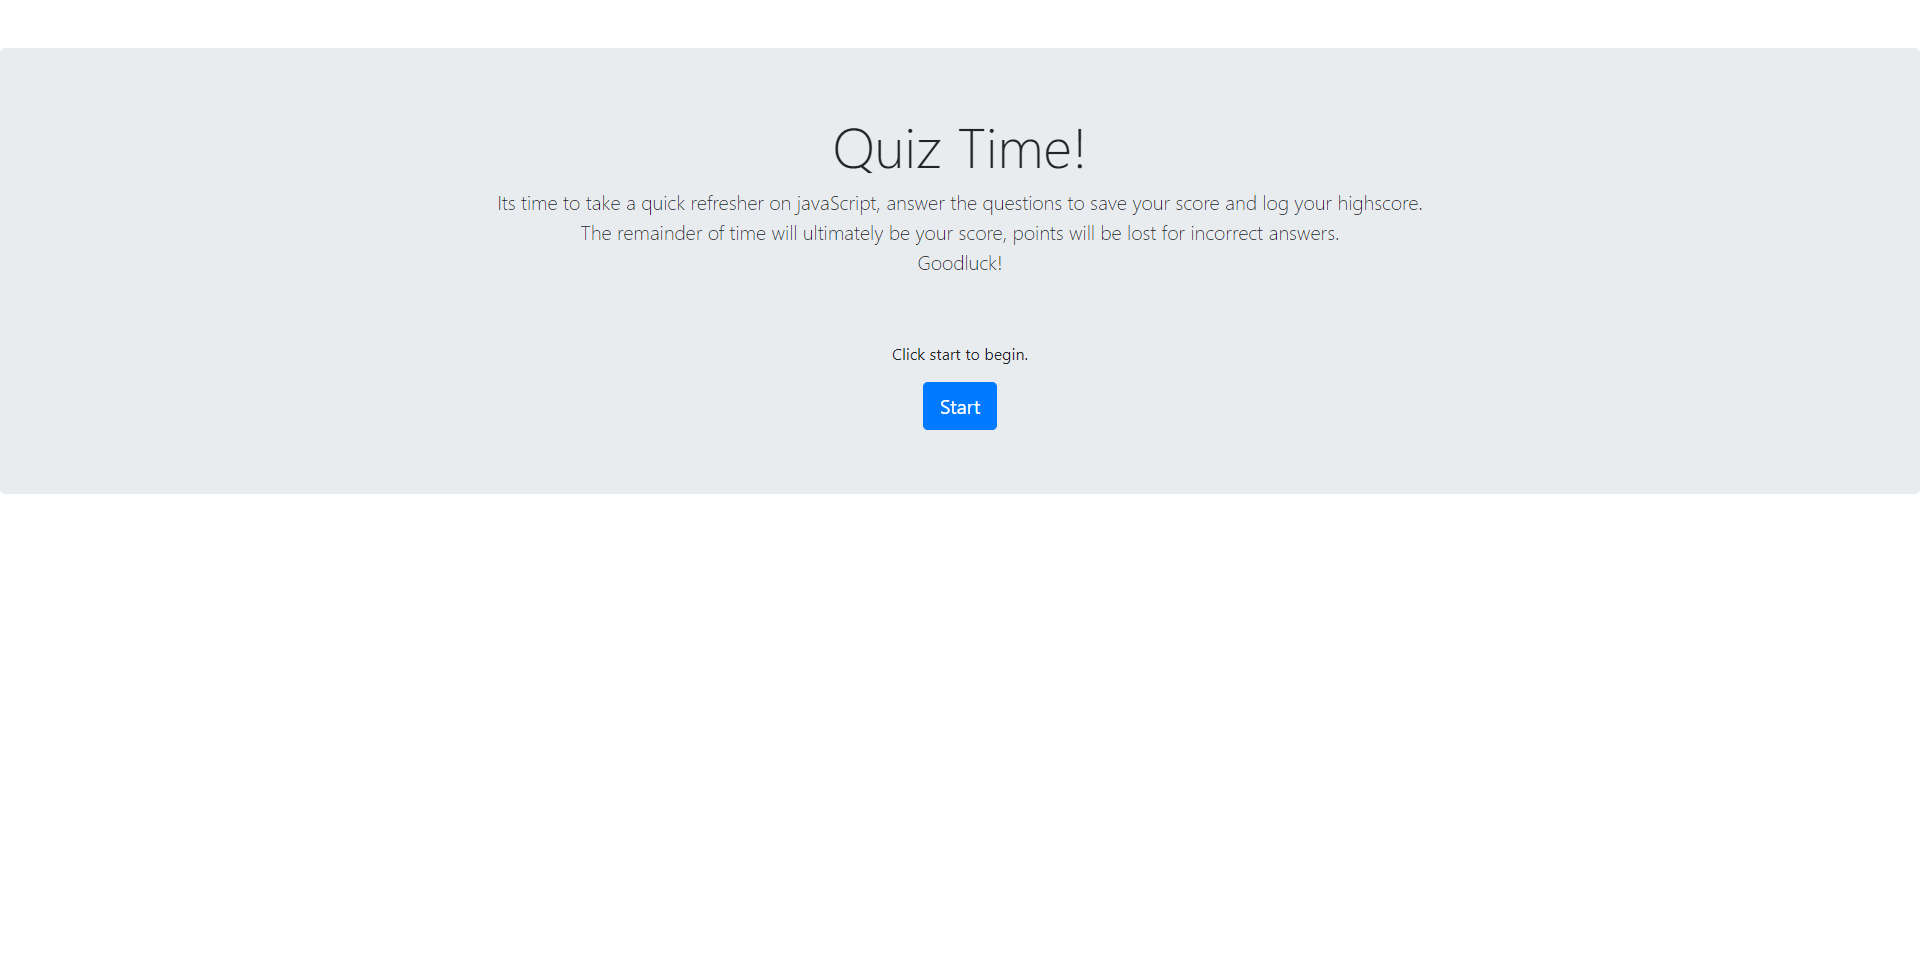 Quiz Time!
Its time to take a quick refresher on javaScript, answer the questions to save your score and log your highscore.
The remainder of time will ultimately be your score, points will be lost for incorrect answers.
Goodluck!
Click start to begin.
Start